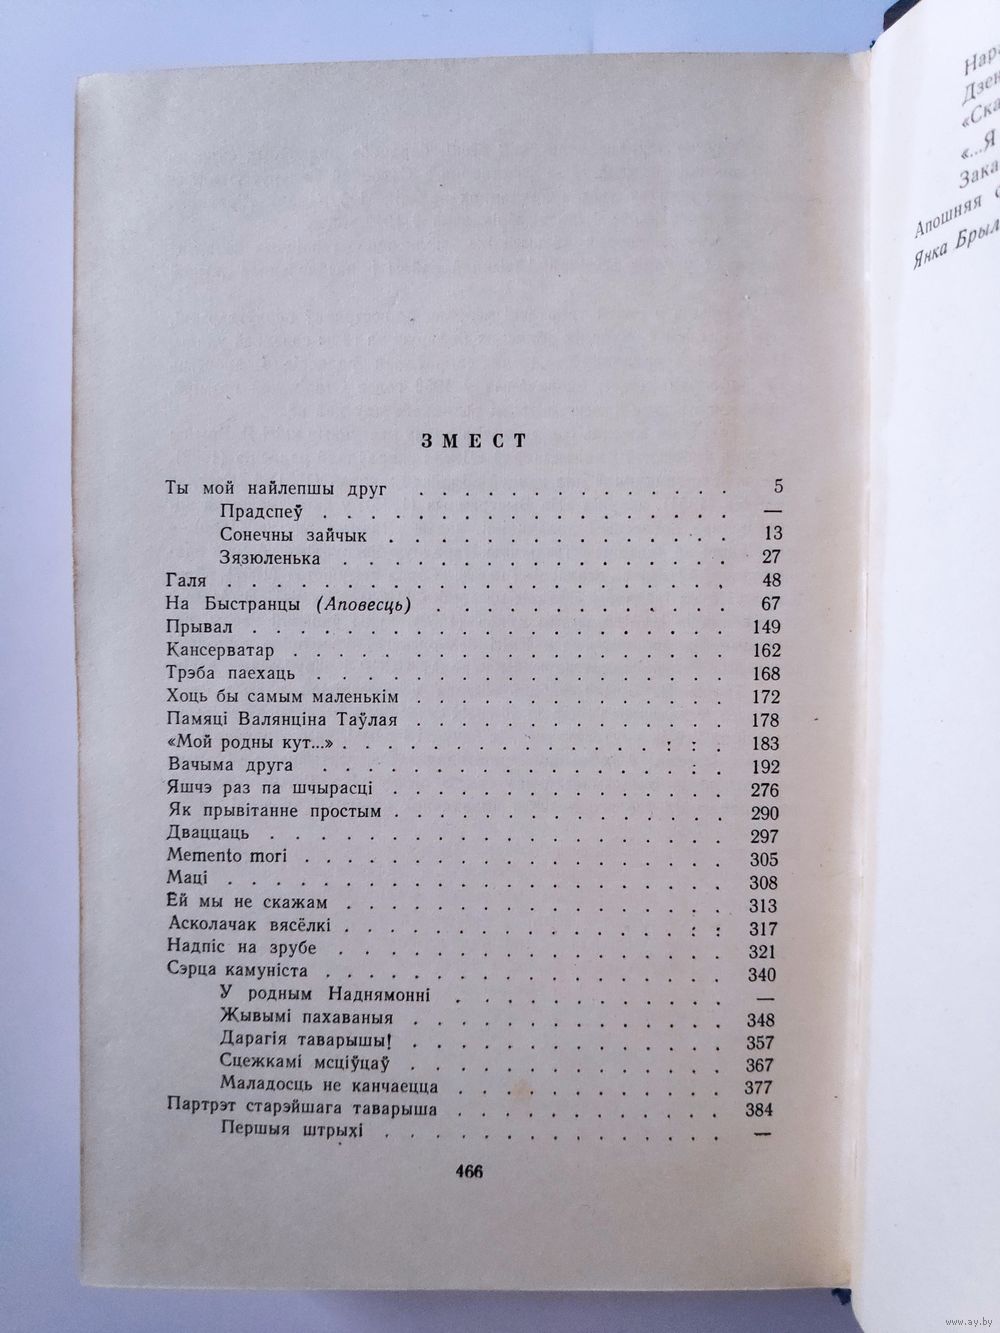 ЗМЕСТ
Ты мой найлепшы друг . . . . . . . . . . . . . . 5
Прадспеў . . . . . . . . . . . . . . . . . . —
Сонечны зайчык . . . . . . . . . . . . . . . 13
Зязюленька . . . . . . . . . . . . . . . . . 27
Галя . . . . . . . . . . . . . . . . . . . . . . 48
На Быстранцы (Аповесць) . . . . . . . . . . . . . 67
Прывал . . . . . . . . . . . . . . . . . . . . . 149
Кансерватар . . . . . . . . . . . . . . . . . . . 162
Трэба паехаць . . . . . . . . . . . . . . . . . . 168
Хоць бы самым маленькім . . . . . . . . . . . . . . 172
Памяці Валянціна Таўлая . . . . . . . . . . . . . . 178
«Мой родны кут...» . . . . . . . . . . . . . . : : . 183
Вачыма друга . . . . . . . . . . . . . . . . . : . 192
Яшчэ раз па шчырасці . . . . . . . . . . . . . . . 276
Як прывітанне простым . . . . . . . . . . . . . . . 290
Дваццаць . . . . . . . . . . . . . . . . . . . . 297
Memento mori . . . . . . . . . . . . . . . . . . 305
Маці . . . . . . . . . . . . . . . . . . . . . . 308
Ёй мы не скажам . . . . . . . . . . . . . . . . . 313
Асколачак вясёлкі . . . . . . . . . . . . . . . : : 317
Надпіс на зрубе . . . . . . . . . . . . . . . . . 321
Сэрца камуніста . . . . . . . . . . . . . . . . . 340
У родным Наднямонні . . . . . . . . . . . . —
Жывымі пахаваныя . . . . . . . . . . . . . . 348
Дарагія таварышы! . . . . . . . . . . . . . . 357
Сцежкамі мсціўцаў . . . . . . . . . . . . . . 367
Маладосць не канчаецца . . . . . . . . . . . . 377
Партрэт старэйшага таварыша . . . . . . . . . . . . 384
Першыя штрыхі . . . . . . . . . . . . . . . —
466
«...Я
Апошняя
Янка
www.ay.by